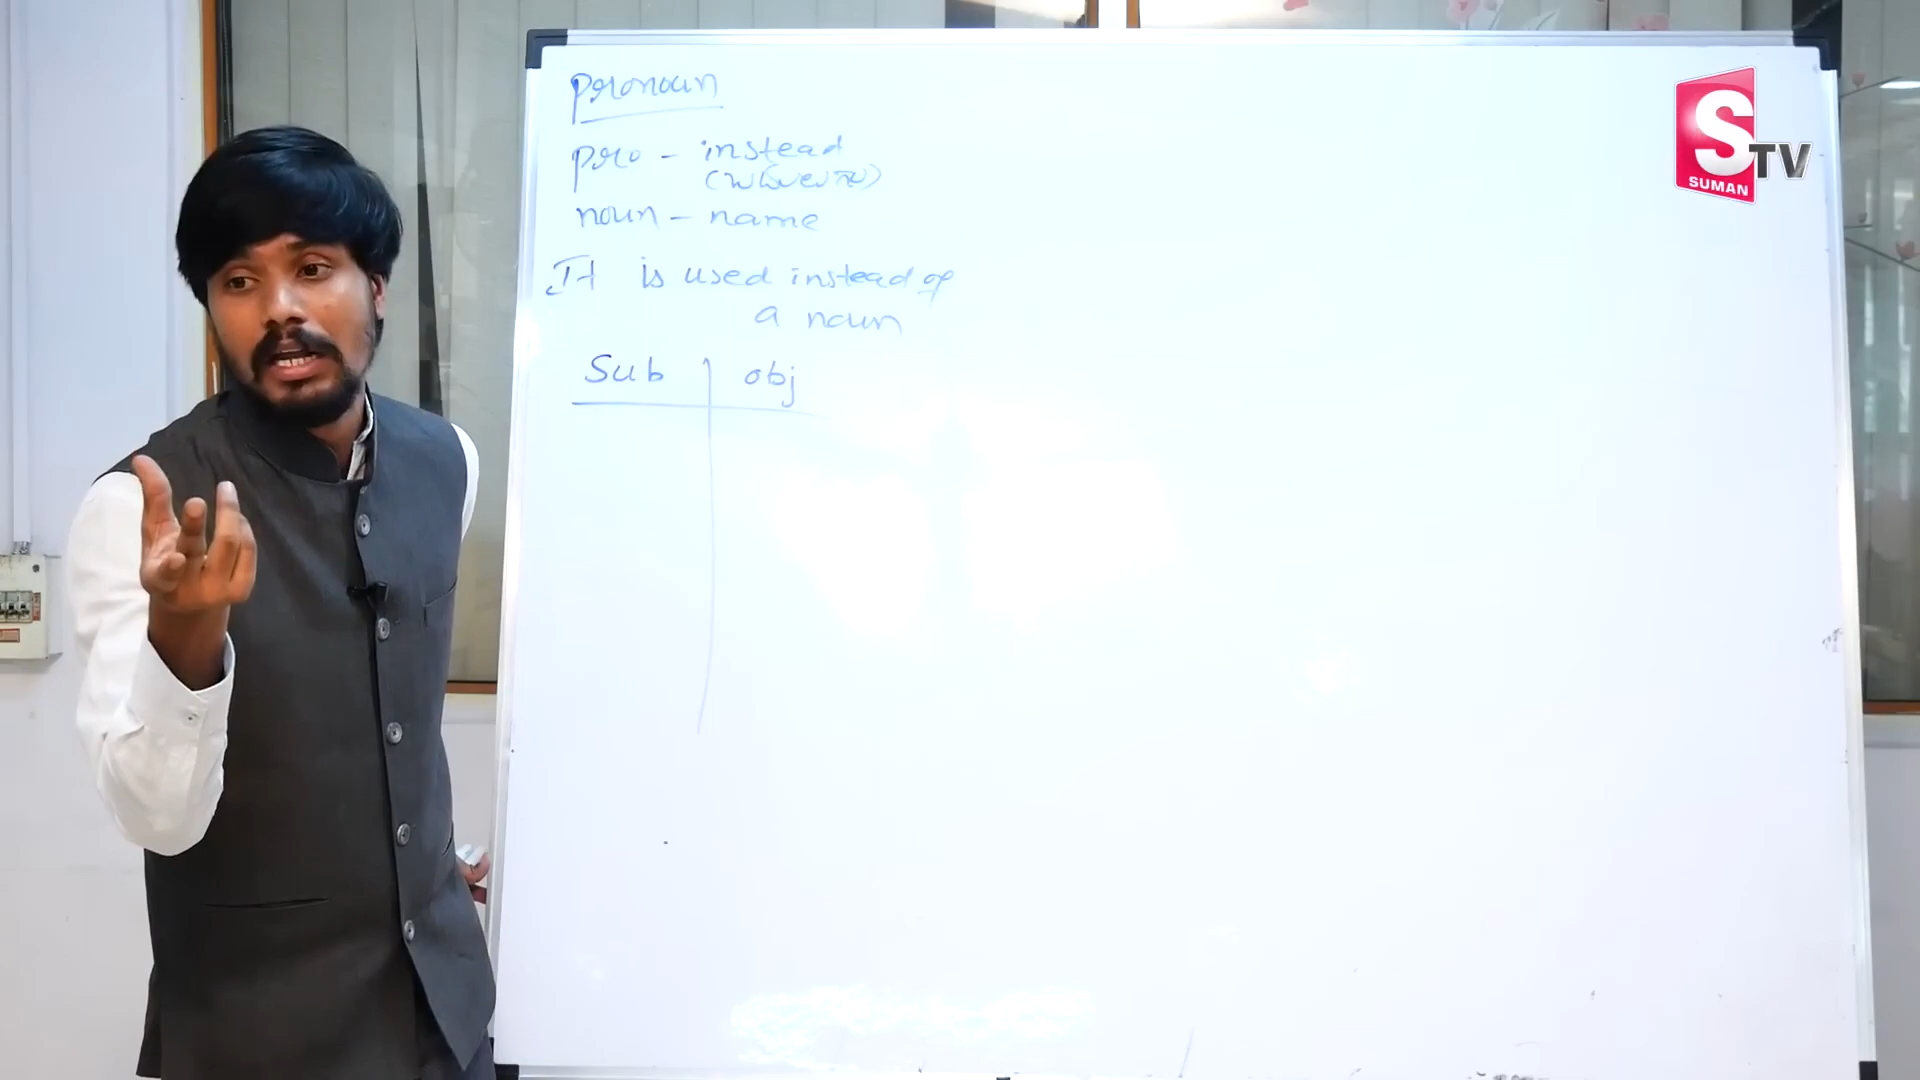 pronoun
pro - instead
(బదులుగా)
noun - name
It is used instead of
a noun
Sub obj
S TV
SUMAN